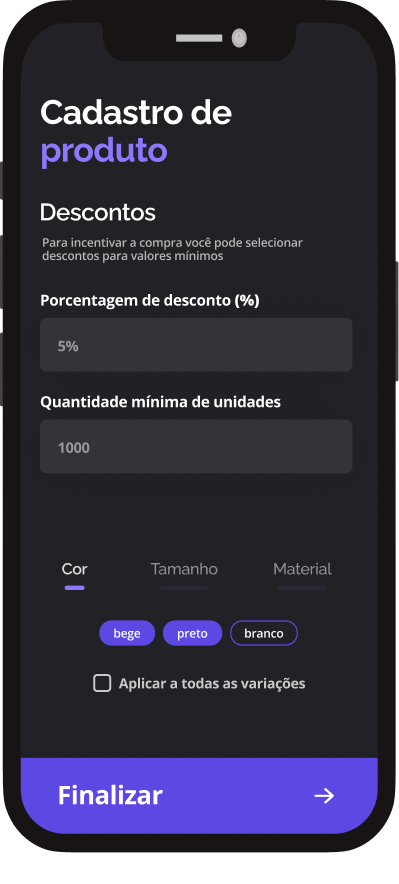 Cadastro de
produto
Descontos
Para incentivar a compra você pode selecionar
descontos para valores mínimos
Porcentagem de desconto (%)
5%
Quantidade mínima de unidades
1000
Cor Tamanho Material
bege preto branco
Aplicar a todas as variações
Finalizar